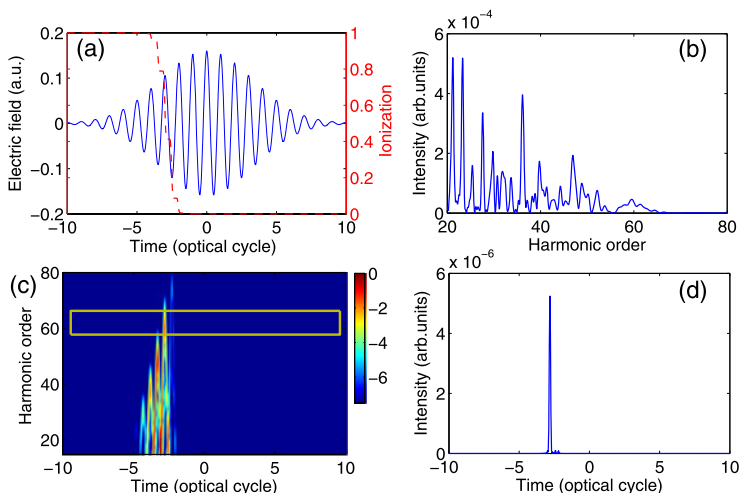 (a)
0.2
0.1
0
−0.1
−0.2
Electric field (a.u.)
1
0.8
0.6
0.4
0.2
0
Ionization
−10 −5 0 5 10
Time (optical cycle)
(b)
x 10−4
6
4
2
0
Intensity (arb.units)
20 40 60 80
Harmonic order
(c)
80
60
40
20
Harmonic order
0
−2
−4
−6
−10 −5 0 5 10
Time (optical cycle)
(d)
x 10−6
6
4
2
0
Intensity (arb.units)
−10 −5 0 5 10
Time (optical cycle)